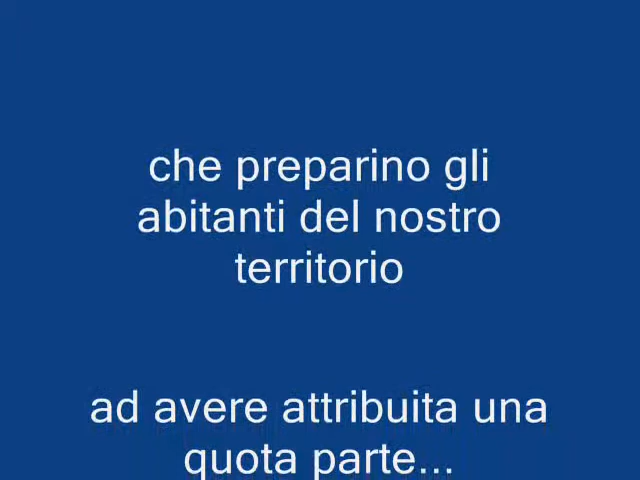 che preparino gli
abitanti del nostro
territorio
ad avere attribuita una
quota parte...